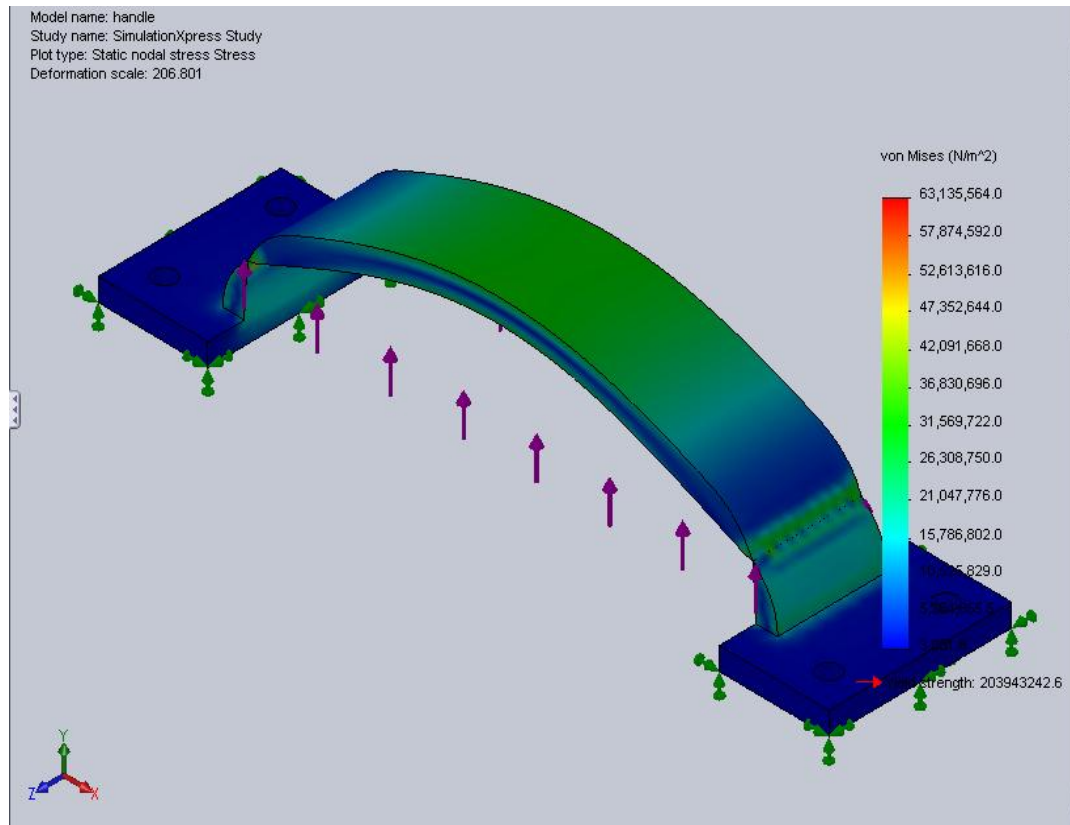 Model name: handle
Study name: SimulationXpress Study
Plot type: Static nodal stress Stress
Deformation scale: 206.801
von Mises (N/m^2)
63,135,564.0
57,874,592.0
52,613,616.0
47,352,644.0
42,091,668.0
36,830,696.0
31,569,722.0
26,308,750.0
21,047,776.0
15,786,802.0
strength: 203943242.6
Y
Z
X